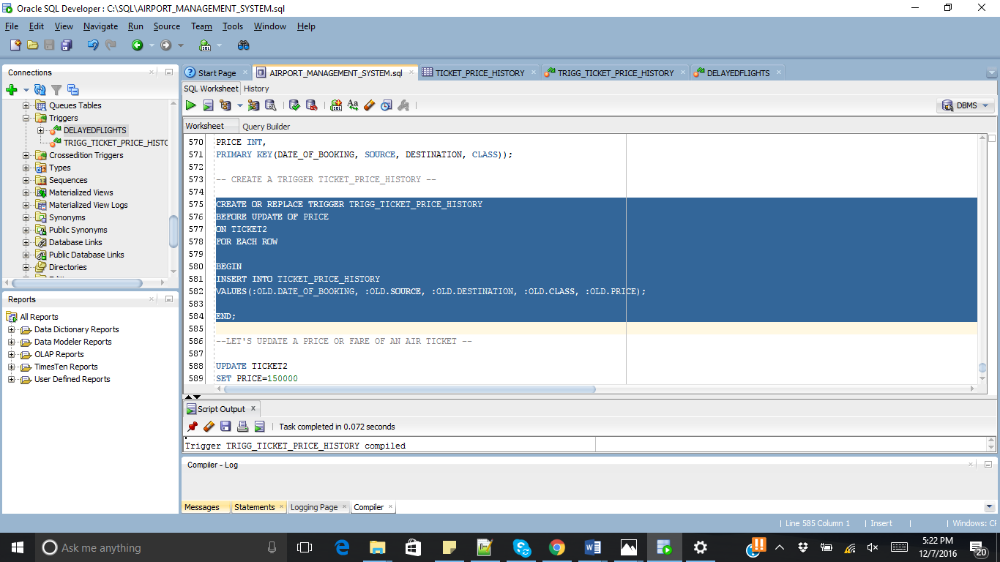 Oracle SQL Developer : C:\SQL\AIRPORT_MANAGEMENT_SYSTEM.sql
File Edit View Navigate Run Source Team Tools Window Help
Connections
Queues Tables
Triggers
DELAYEDFLIGHTS
TRIGG_TICKET_PRICE_HISTO
Crossedition Triggers
Types
Sequences
Materialized Views
Materialized View Logs
Synonyms
Public Synonyms
Database Links
Public Database Links
Directories
Reports
All Reports
Data Dictionary Reports
Data Modeler Reports
OLAP Reports
TimesTen Reports
User Defined Reports
Start Page AIRPORT_MANAGEMENT_SYSTEM.sql TICKET_PRICE_HISTORY TRIGG_TICKET_PRICE_HISTORY DELAYEDFLIGHTS
SQL Worksheet History
DBMS
Worksheet Query Builder
570 PRICE INT,
571 PRIMARY KEY(DATE_OF_BOOKING, SOURCE, DESTINATION, CLASS));
572
573 -- CREATE A TRIGGER TICKET_PRICE_HISTORY --
574
575 CREATE OR REPLACE TRIGGER TRIGG_TICKET_PRICE_HISTORY
576 BEFORE UPDATE OF PRICE
577 ON TICKET2
578 FOR EACH ROW
579
580 BEGIN
581 INSERT INTO TICKET_PRICE_HISTORY
582 VALUES(:OLD.DATE_OF_BOOKING, :OLD.SOURCE, :OLD.DESTINATION, :OLD.CLASS, :OLD.PRICE);
583
584 END;
585
586 --LET'S UPDATE A PRICE OR FARE OF AN AIR TICKET --
587
588 UPDATE TICKET2
589 SET PRICE=150000
Script Output
Task completed in 0.072 seconds
Trigger TRIGG_TICKET_PRICE_HISTORY compiled
Compiler - Log
Messages Statements Logging Page Compiler
Line 585 Column 1 Insert Windows: CF
Ask me anything
5:22 PM
12/7/2016
20